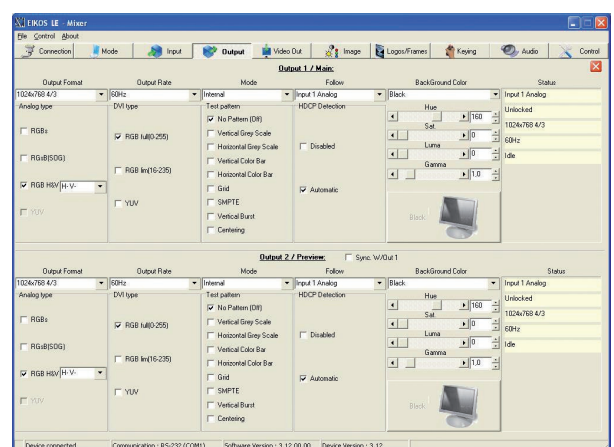 EIKOS LE - Mixer
File Control About
Connection Mode Input Output Video Out Image Logos/Frames Keying Audio Control
Output 1 / Main:
Output Format Output Rate Mode Follow BackGround Color Status
1024x768 4/3 60Hz Internal Input 1 Analog Black Input 1 Analog
Analog type DVI type Test pattern HDCP Detection Hue Unlocked
RGBs RGB full(0-255) No Pattern (Off) Disabled 160 1024x768 4/3
RGsB(SOG) RGB lim(16-235) Vertical Grey Scale Automatic Sat. 0 60Hz
RGB H&V H- V- YUV Horizontal Grey Scale Luma 0 Idle
YUV Vertical Color Bar Gamma 1,0
Horizontal Color Bar
Grid
SMPTE Black
Vertical Burst
Centering
Output 2 / Preview: Sync. W/Out 1
Output Format Output Rate Mode Follow BackGround Color Status
1024x768 4/3 60Hz Internal Input 1 Analog Black Input 1 Analog
Analog type DVI type Test pattern HDCP Detection Hue Unlocked
RGBs RGB full(0-255) No Pattern (Off) Disabled 160 1024x768 4/3
RGsB(SOG) RGB lim(16-235) Vertical Grey Scale Automatic Sat. 0 60Hz
RGB H&V H- V- YUV Horizontal Grey Scale Luma 0 Idle
YUV Vertical Color Bar Gamma 1,0
Horizontal Color Bar
Grid
SMPTE Black
Vertical Burst
Centering
Device connected Communication : RS-232 (COM1) Software Version : 3.12.00.00 Device Version : 3.12